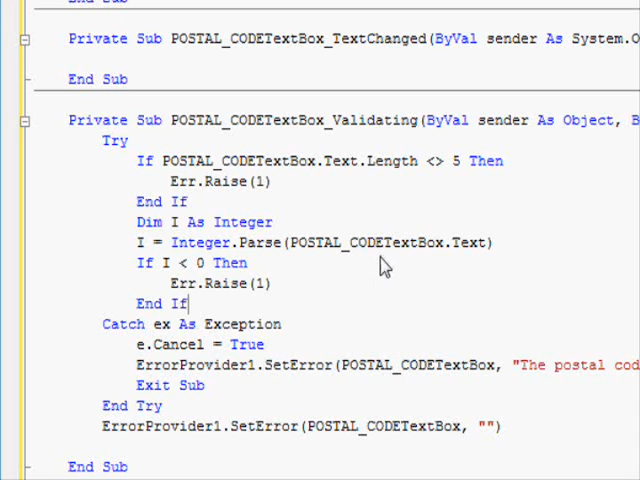 End Sub
Private Sub POSTAL_CODETextBox_TextChanged(ByVal sender As System.O
End Sub
Private Sub POSTAL_CODETextBox_Validating(ByVal sender As Object, B
Try
If POSTAL_CODETextBox.Text.Length <> 5 Then
Err.Raise(1)
End If
Dim I As Integer
I = Integer.Parse(POSTAL_CODETextBox.Text)
If I < 0 Then
Err.Raise(1)
End If
Catch ex As Exception
e.Cancel = True
ErrorProvider1.SetError(POSTAL_CODETextBox, "The postal cod
Exit Sub
End Try
ErrorProvider1.SetError(POSTAL_CODETextBox, "")
End Sub